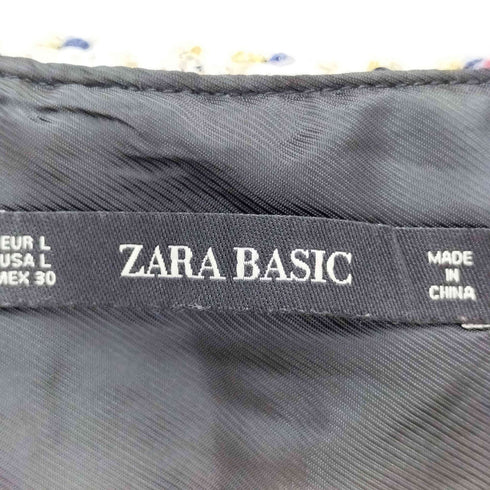 EUR L
USA L
MEX 30
ZARA BASIC
MADE
IN
CHINA